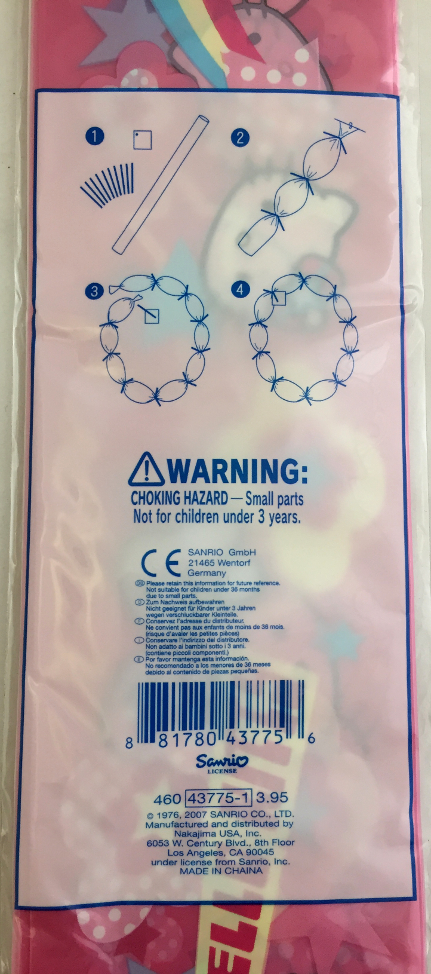 1
2
3
4
WARNING:
CHOKING HAZARD — Small parts
Not for children under 3 years.
CE
SANRIO GmbH
21465 Wentorf
Germany
Please retain this information for future reference.
Not suitable for children under 36 months
due to small parts.
Zum Nachweis aufbewahren
Nicht geeignet für Kinder unter 3 Jahren
wegen verschluckbarer Kleinteile.
Conservez l'adresse du distributeur.
Ne convient pas aux enfants de moins de 36 mois.
(risque d'avaler les petites pièces)
Conservare l'indirizzo del distributore.
Non adatto ai bambini sotto i 3 anni.
(contiene piccoli componenti.)
Por favor mantenga esta información.
No recomendado a los menores de 36 meses
debido al contenido de piezas pequeñas.
8 81780 43775 6
Sanrio
LICENSE
460 43775-1 3.95
© 1976, 2007 SANRIO CO., LTD.
Manufactured and distributed by
Nakajima USA, Inc.
6053 W. Century Blvd., 8th Floor
Los Angeles, CA 90045
under license from Sanrio, Inc.
MADE IN CHAINA
ELL